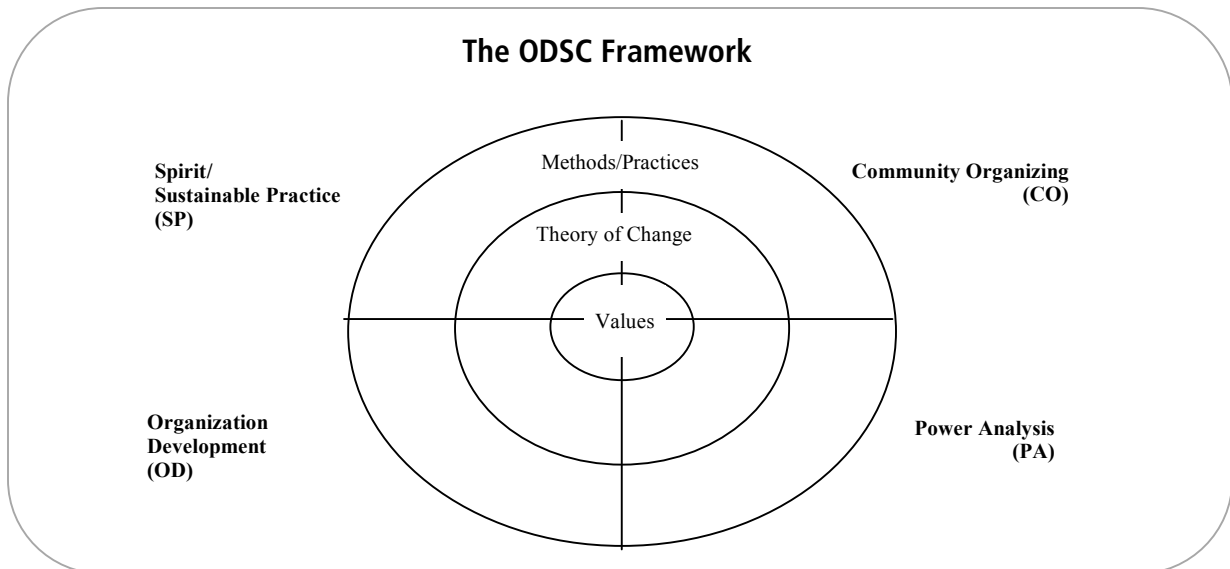 The ODSC Framework
Spirit/
Sustainable Practice
(SP)
Methods/Practices
Community Organizing
(CO)
Theory of Change
Values
Organization
Development
(OD)
Power Analysis
(PA)